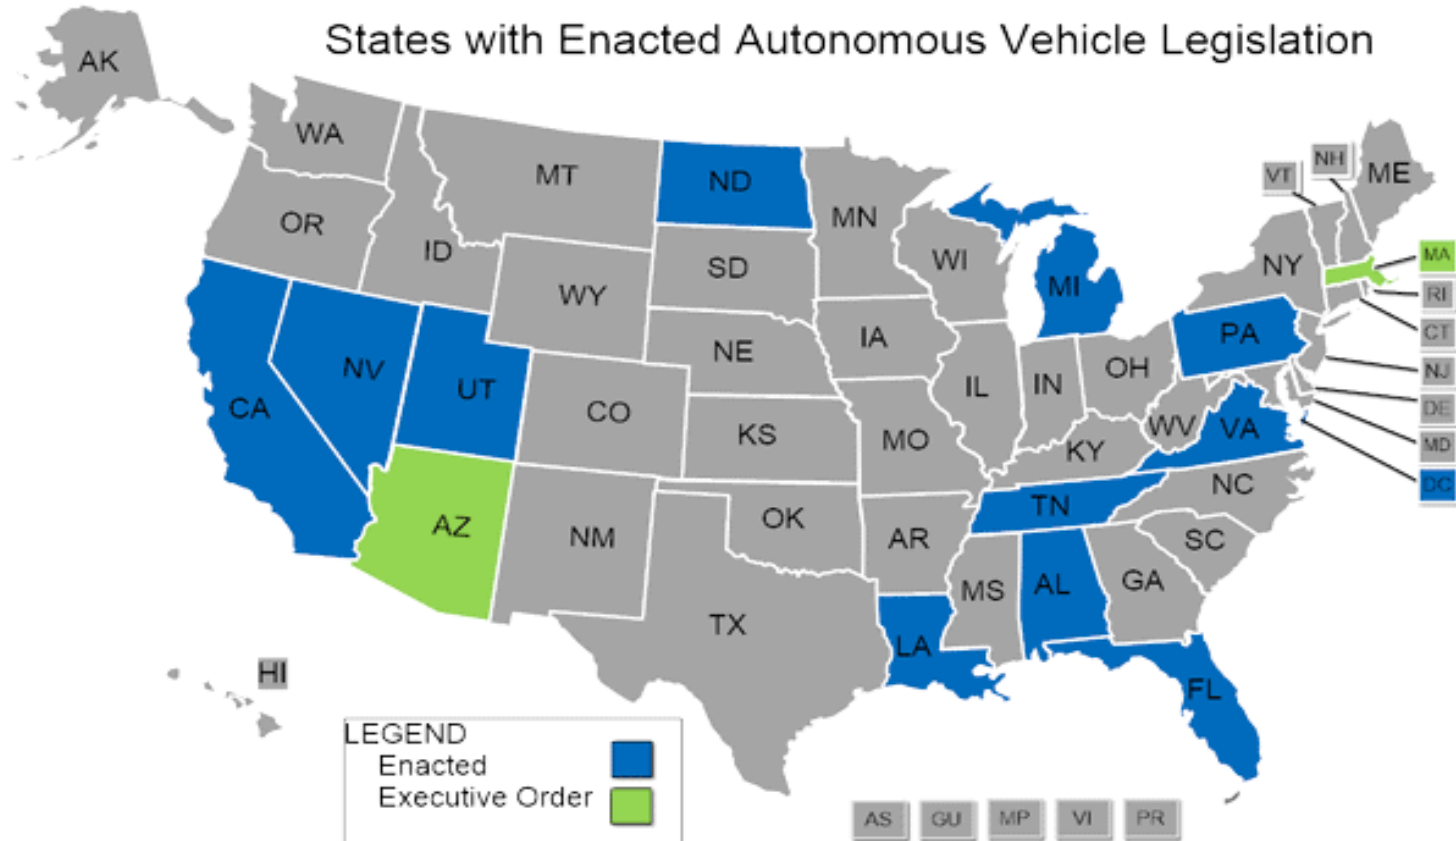 States with Enacted Autonomous Vehicle Legislation
AK
WA
MT
ND
MN
VT
NH
ME
OR
ID
SD
WI
NY
MA
WY
MI
RI
CT
IA
PA
NV
UT
NE
IL
IN
OH
NJ
CA
CO
KS
MO
WV
VA
DE
KY
MD
DC
AZ
NM
OK
AR
TN
NC
SC
TX
MS
AL
GA
LA
FL
HI
LEGEND
Enacted
Executive Order
AS
GU
MP
VI
PR